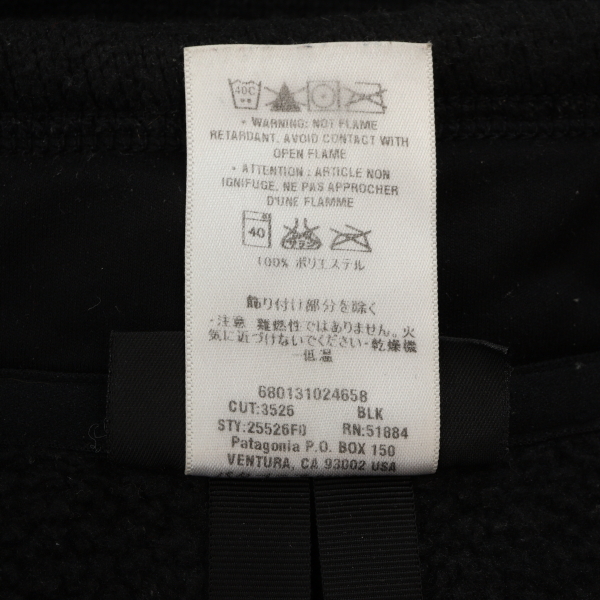 40C
• WARNING: NOT FLAME
RETARDANT. AVOID CONTACT WITH
OPEN FLAME
• ATTENTION : ARTICLE NON
IGNIFUGE. NE PAS APPROCHER
D'UNE FLAMME
40
100% ポリエステル
飾り付け部分を除く
・注意 難燃性ではありません。火
気に近づけないでください・乾燥機
－低温
680131024658
CUT:3526 BLK
STY:25526F0 RN:51884
Patagonia P.O. BOX 150
VENTURA, CA 93002 USA